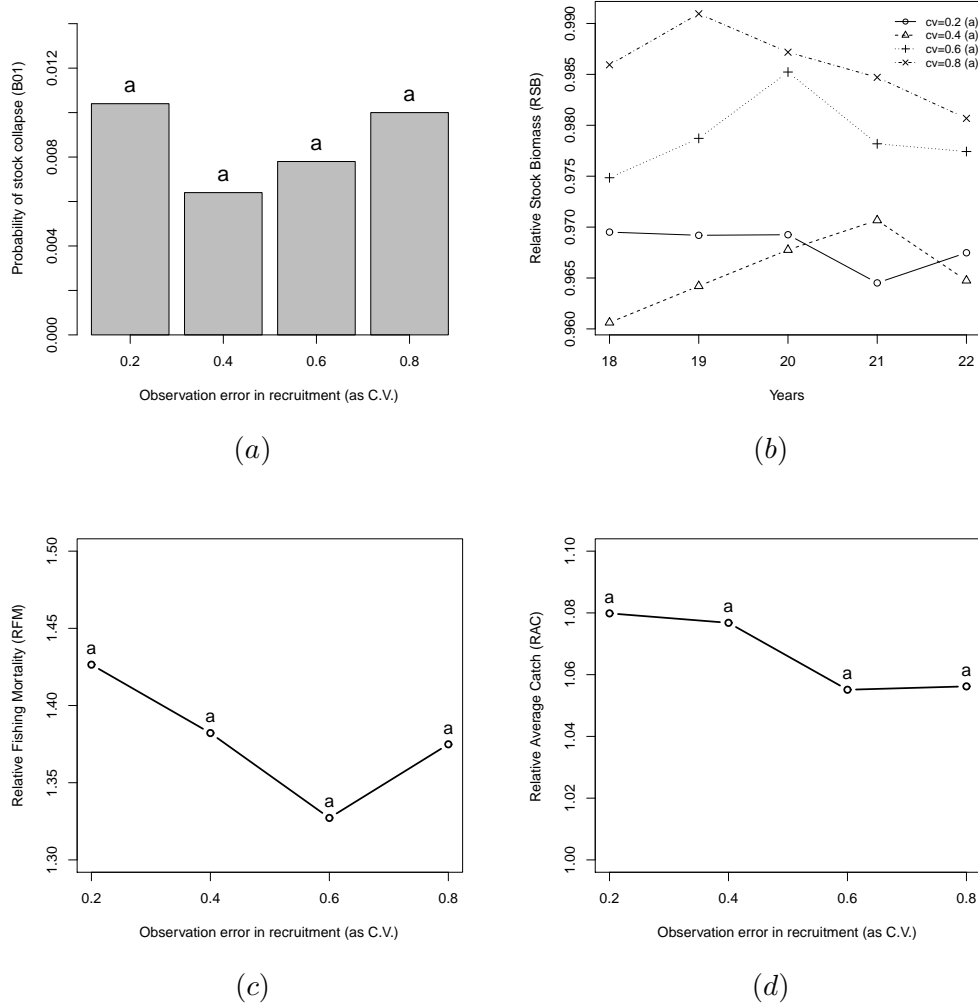 Probability of stock collapse (B01)
0.012
0.008
0.004
0.000
a
a
a
a
0.2
0.4
0.6
0.8
Observation error in recruitment (as C.V.)
(a)
Relative Stock Biomass (RSB)
0.990
0.985
0.980
0.975
0.970
0.965
0.960
cv=0.2 (a)
cv=0.4 (a)
cv=0.6 (a)
cv=0.8 (a)
18
19
20
21
22
Years
(b)
Relative Fishing Mortality (RFM)
1.50
1.45
1.40
1.35
1.30
a
a
a
a
0.2
0.4
0.6
0.8
Observation error in recruitment (as C.V.)
(c)
Relative Average Catch (RAC)
1.10
1.08
1.06
1.04
1.02
1.00
a
a
a
a
0.2
0.4
0.6
0.8
Observation error in recruitment (as C.V.)
(d)